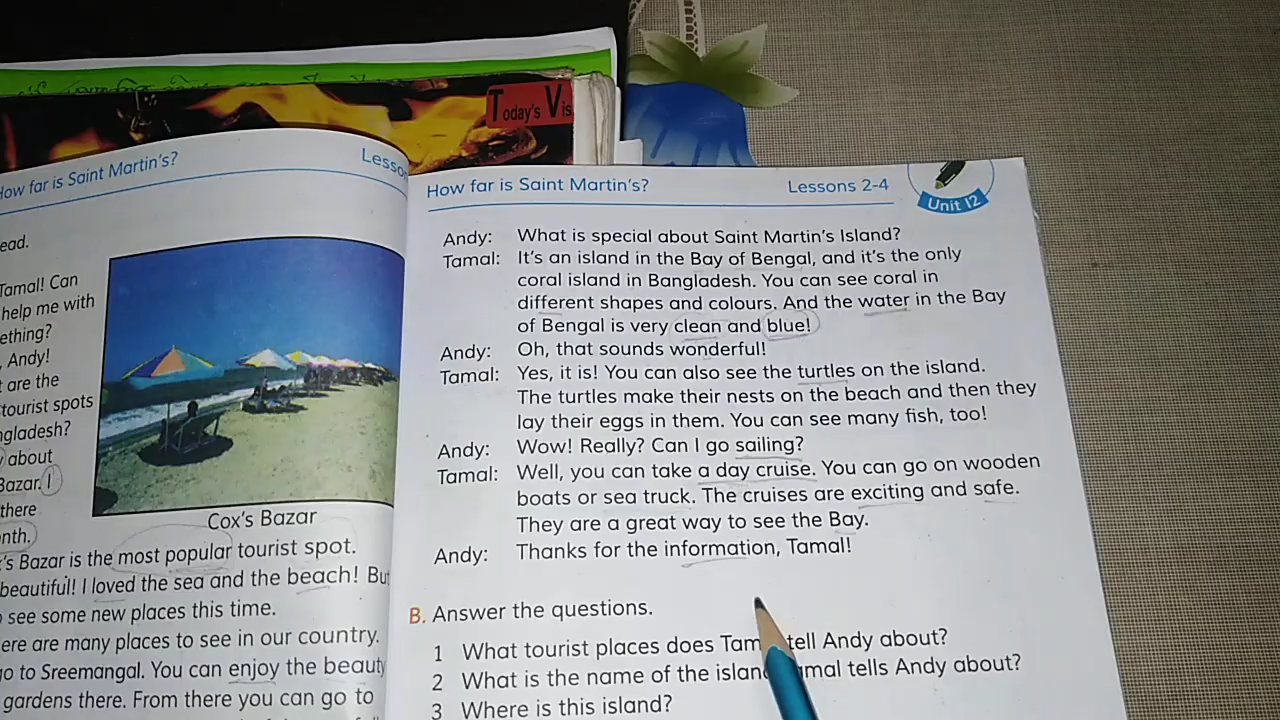 Today's Vis
How far is Saint Martin's?
Lesso
ead.
Tamal! Can
help me with
ething?
, Andy!
t are the
tourist spots
ngladesh?
about
Bazar. I
there
nth.
Cox's Bazar
's Bazar is the most popular tourist spot.
beautiful! I loved the sea and the beach! But
see some new places this time.
ere are many places to see in our country.
go to Sreemangal. You can enjoy the beauty
gardens there. From there you can go to
How far is Saint Martin's?
Lessons 2-4
Unit 12
Andy: What is special about Saint Martin's Island?
Tamal: It's an island in the Bay of Bengal, and it's the only
coral island in Bangladesh. You can see coral in
different shapes and colours. And the water in the Bay
of Bengal is very clean and blue!
Andy: Oh, that sounds wonderful!
Tamal: Yes, it is! You can also see the turtles on the island.
The turtles make their nests on the beach and then they
lay their eggs in them. You can see many fish, too!
Andy: Wow! Really? Can I go sailing?
Tamal: Well, you can take a day cruise. You can go on wooden
boats or sea truck. The cruises are exciting and safe.
They are a great way to see the Bay.
Andy: Thanks for the information, Tamal!
B. Answer the questions.
1 What tourist places does Tam tell Andy about?
2 What is the name of the island amal tells Andy about?
3 Where is this island?